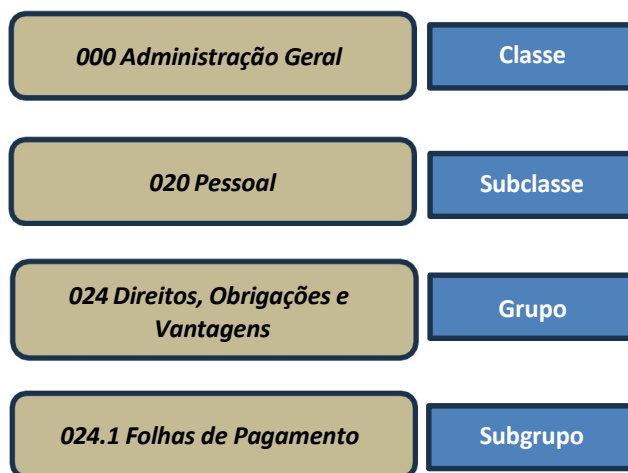 000 Administração Geral
Classe
020 Pessoal
Subclasse
024 Direitos, Obrigações e
Vantagens
Grupo
024.1 Folhas de Pagamento
Subgrupo